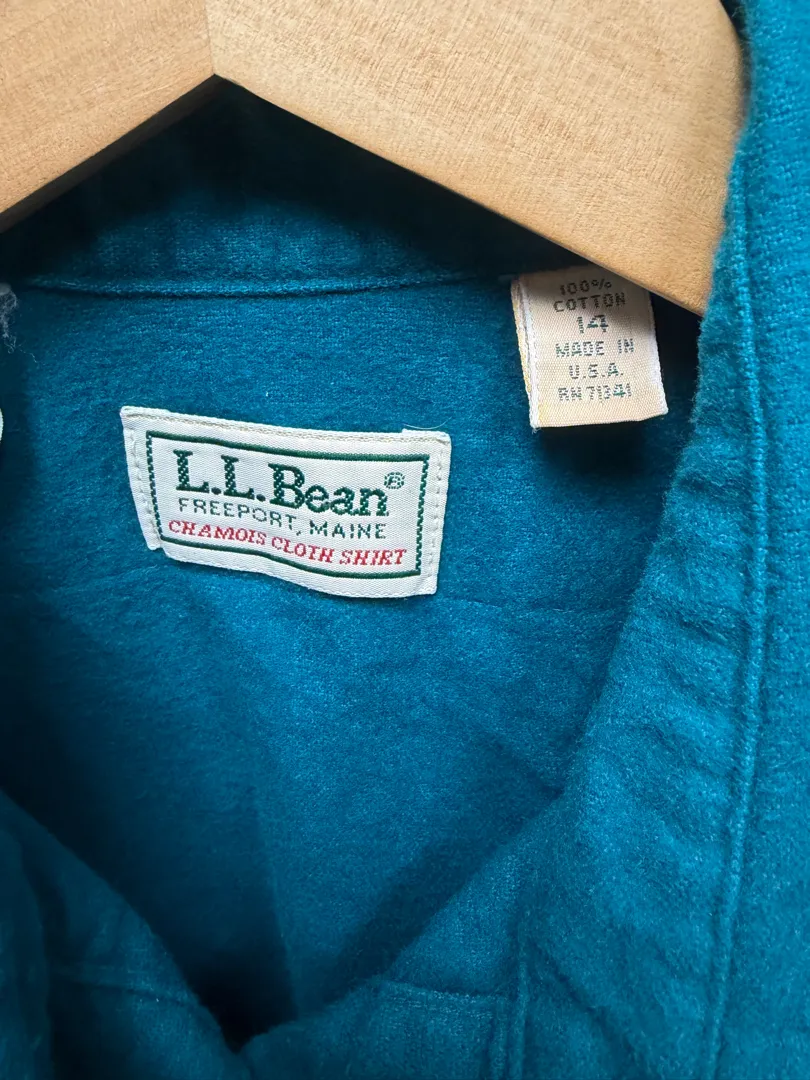 L.L.Bean®
FREEPORT, MAINE
CHAMOIS CLOTH SHIRT
100%
COTTON
14
MADE IN
U.S.A.
RN 71341